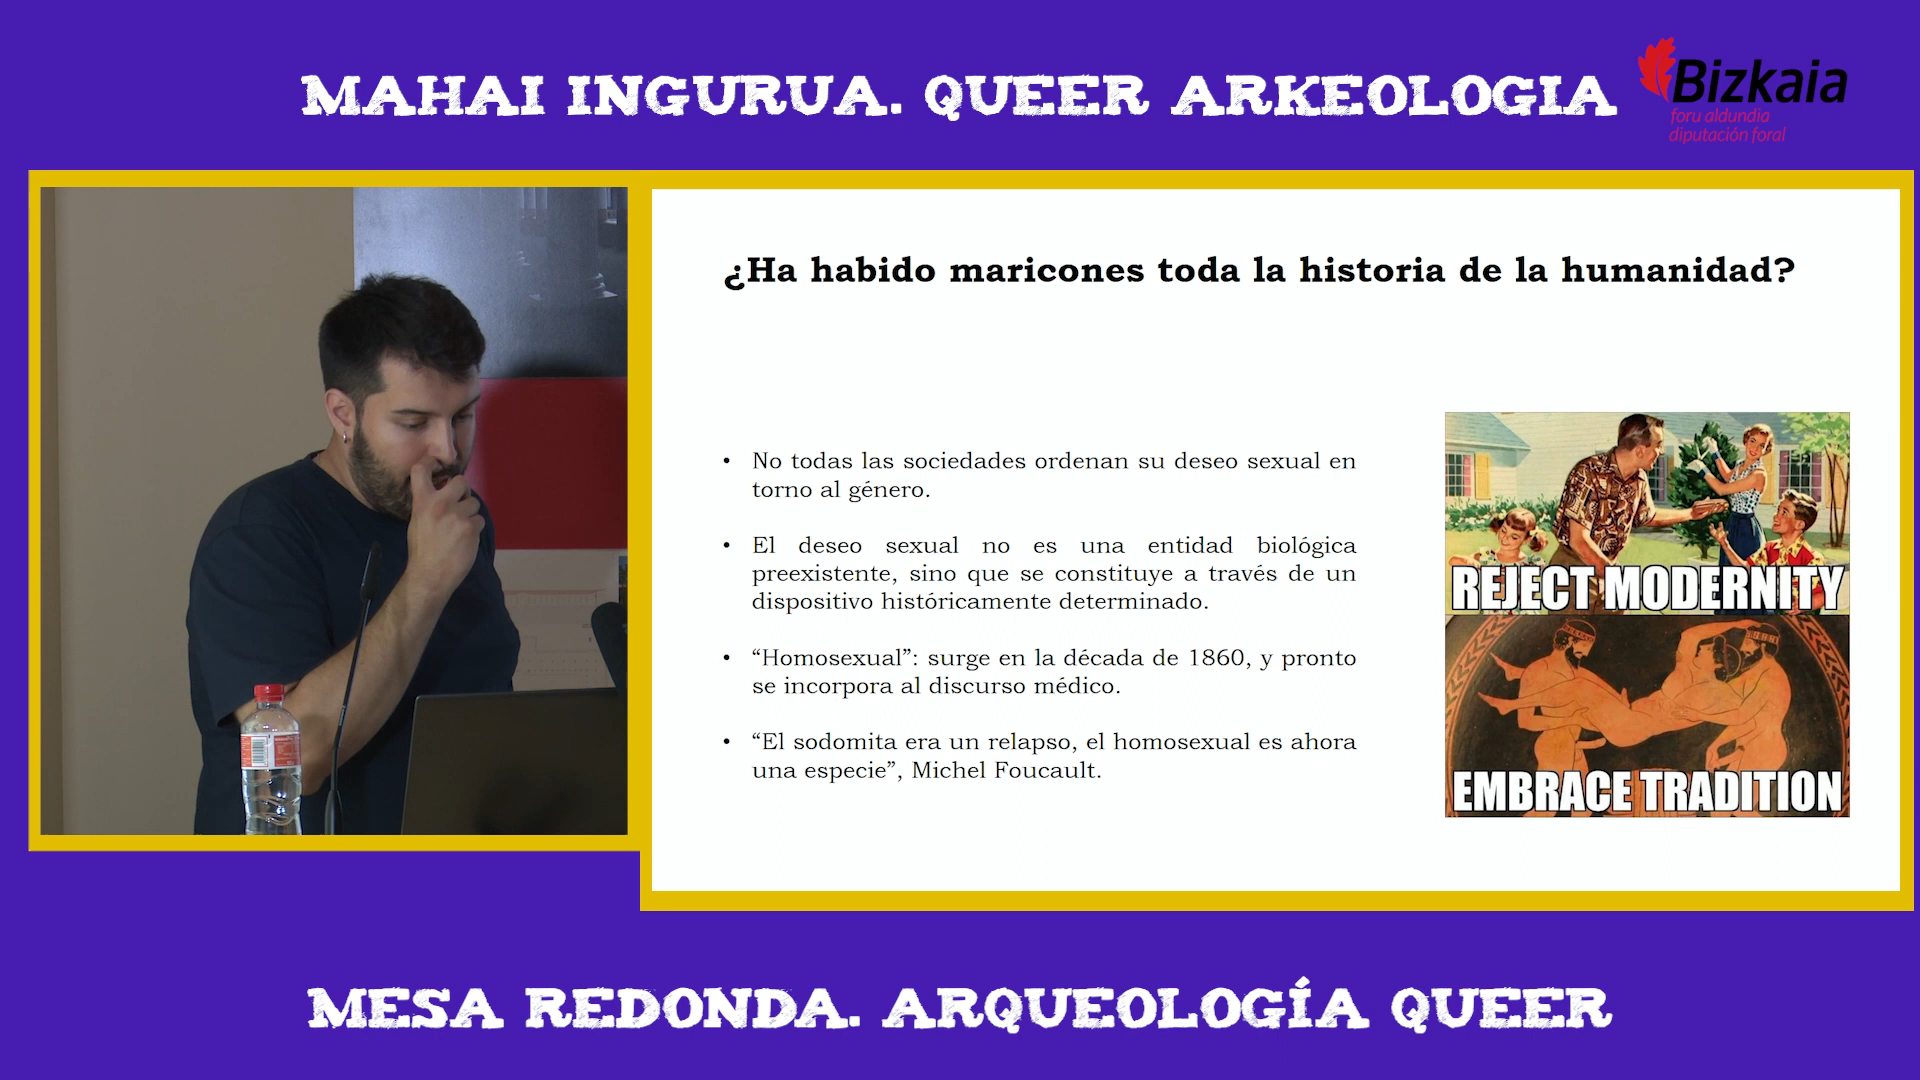 MAHAI INGURUA. QUEER ARKEOLOGIA
Bizkaia
foru aldundia
diputación foral
¿Ha habido maricones toda la historia de la humanidad?
• No todas las sociedades ordenan su deseo sexual en
torno al género.
• El deseo sexual no es una entidad biológica
preexistente, sino que se constituye a través de un
dispositivo históricamente determinado.
• “Homosexual”: surge en la década de 1860, y pronto
se incorpora al discurso médico.
• “El sodomita era un relapso, el homosexual es ahora
una especie”, Michel Foucault.
REJECT MODERNITY
EMBRACE TRADITION
MESA REDONDA. ARQUEOLOGÍA QUEER